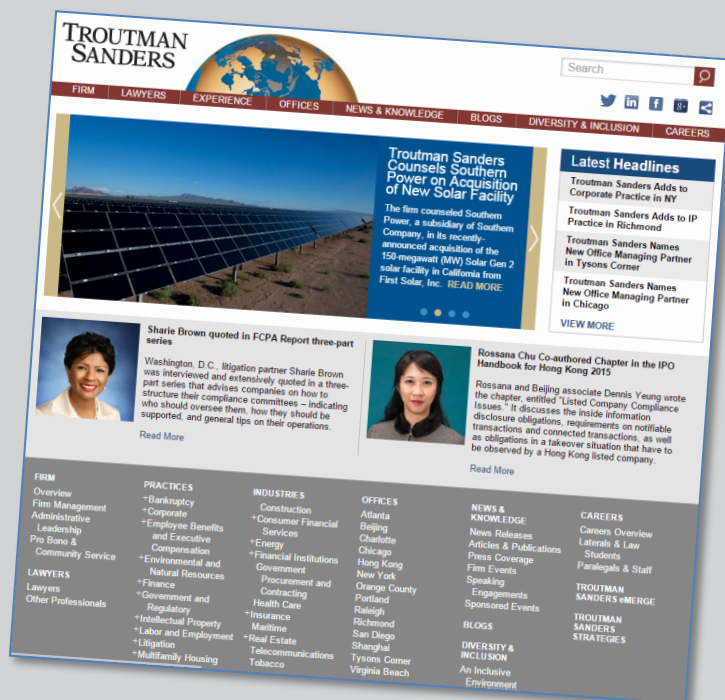 TROUTMAN
SANDERS
Search
FIRM
LAWYERS
EXPERIENCE
OFFICES
NEWS & KNOWLEDGE
BLOGS
DIVERSITY & INCLUSION
CAREERS
Troutman Sanders
Counsels Southern
Power on Acquisition
of New Solar Facility
The firm counseled Southern
Power, a subsidiary of Southern
Company, in its recently-
announced acquisition of the
150-megawatt (MW) Solar Gen 2
solar facility in California from
First Solar, Inc. READ MORE
Latest Headlines
Troutman Sanders Adds to
Corporate Practice in NY
Troutman Sanders Adds to IP
Practice in Richmond
Troutman Sanders Names
New Office Managing Partner
in Tysons Corner
Troutman Sanders Names
New Office Managing Partner
in Chicago
VIEW MORE
Sharie Brown quoted in FCPA Report three-part
series
Washington, D.C., litigation partner Sharie Brown
was interviewed and extensively quoted in a three-
part series that advises companies on how to
structure their compliance committees – indicating
who should oversee them, how they should be
supported, and general tips on their operations.
Read More
Rossana Chu Co-authored Chapter in the IPO
Handbook for Hong Kong 2015
Rossana and Beijing associate Dennis Yeung wrote
the chapter, entitled "Listed Company Compliance
Issues." It discusses the inside information
disclosure obligations, requirements on notifiable
transactions and connected transactions, as well
as obligations in a takeover situation that have to
be observed by a Hong Kong listed company.
Read More
FIRM
Overview
Firm Management
Administrative
Leadership
Pro Bono &
Community Service
LAWYERS
Lawyers
Other Professionals
PRACTICES
+Bankruptcy
+Corporate
+Employee Benefits
and Executive
Compensation
+Environmental and
Natural Resources
+Finance
+Government and
Regulatory
+Intellectual Property
+Labor and Employment
+Litigation
+Multifamily Housing
INDUSTRIES
Construction
+Consumer Financial
Services
+Energy
+Financial Institutions
Government
Procurement and
Contracting
Health Care
+Insurance
Maritime
+Real Estate
Telecommunications
Tobacco
OFFICES
Atlanta
Beijing
Charlotte
Chicago
Hong Kong
New York
Orange County
Portland
Raleigh
Richmond
San Diego
Shanghai
Tysons Corner
Virginia Beach
NEWS &
KNOWLEDGE
News Releases
Articles & Publications
Press Coverage
Firm Events
Speaking
Engagements
Sponsored Events
BLOGS
DIVERSITY &
INCLUSION
An Inclusive
Environment
CAREERS
Careers Overview
Laterals & Law
Students
Paralegals & Staff
TROUTMAN
SANDERS eMERGE
TROUTMAN
SANDERS
STRATEGIES